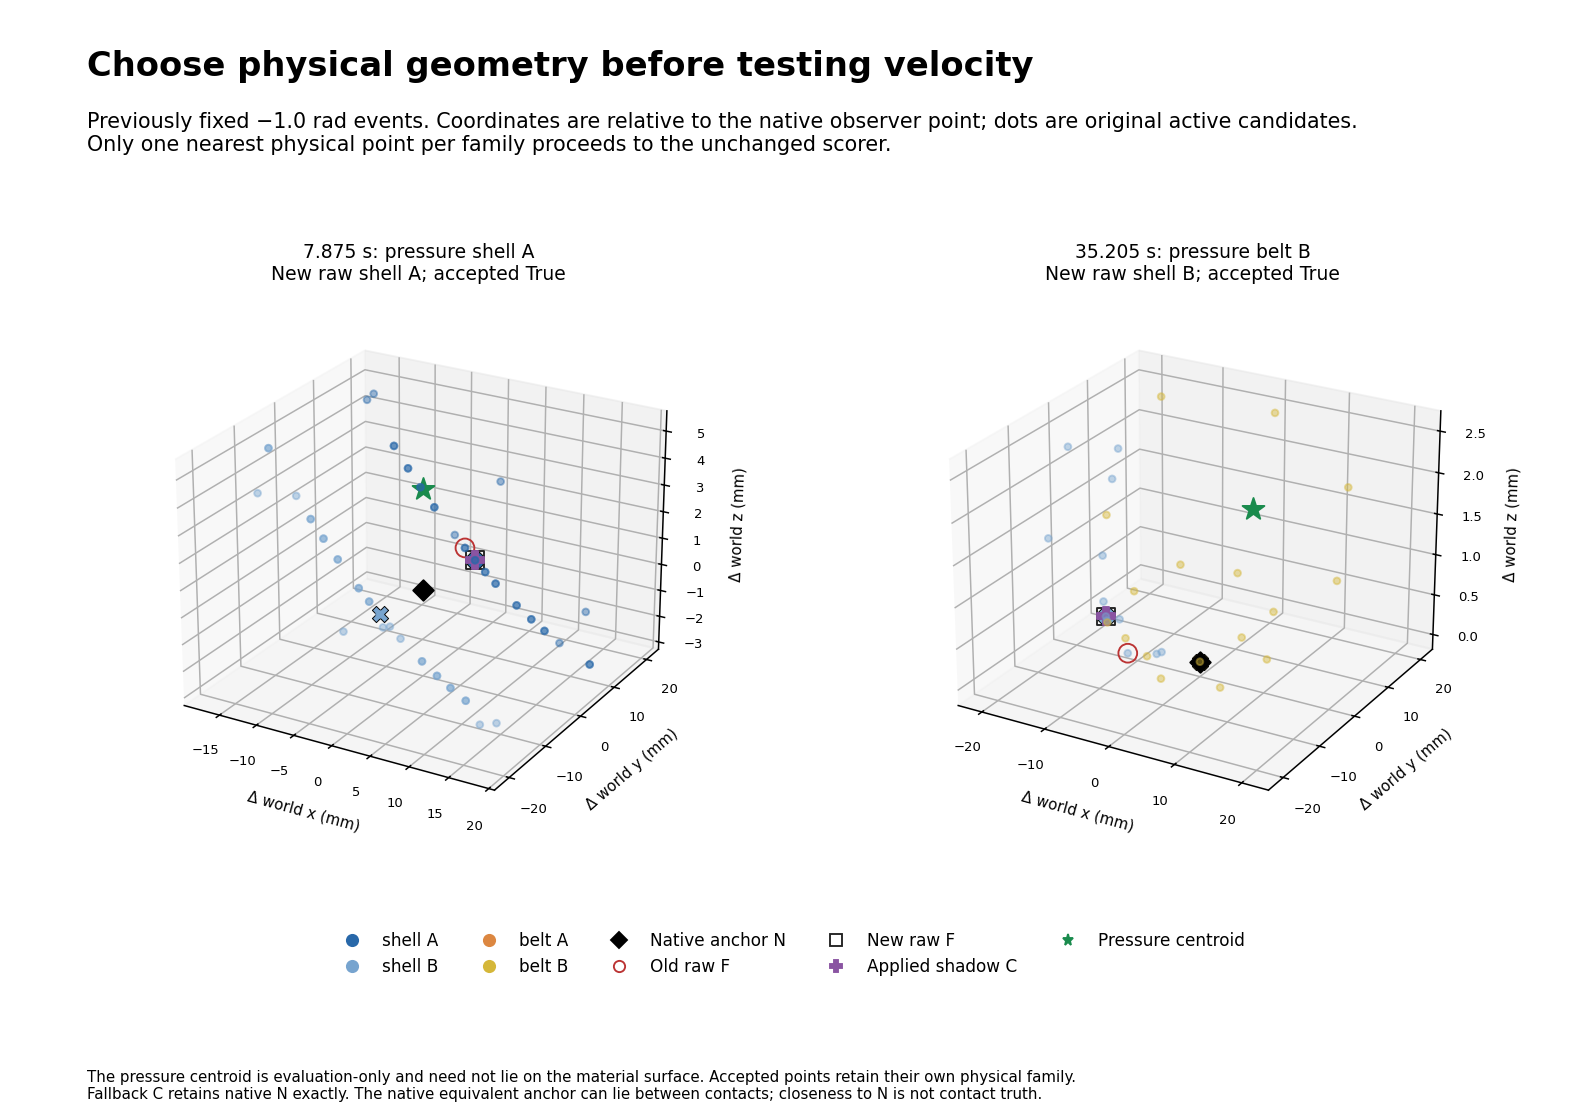 Choose physical geometry before testing velocity
Previously fixed −1.0 rad events. Coordinates are relative to the native observer point; dots are original active candidates.
Only one nearest physical point per family proceeds to the unchanged scorer.
7.875 s: pressure shell A
New raw shell A; accepted True
5
4
3
2
1
0
−1
−2
−3
Δ world z (mm)
20
10
0
−10
−20
Δ world y (mm)
−15
−10
−5
0
5
10
15
20
Δ world x (mm)
35.205 s: pressure belt B
New raw shell B; accepted True
2.5
2.0
1.5
1.0
0.5
0.0
Δ world z (mm)
20
10
0
−10
−20
Δ world y (mm)
−20
−10
0
10
20
Δ world x (mm)
shell A
shell B
belt A
belt B
Native anchor N
Old raw F
New raw F
Applied shadow C
Pressure centroid
The pressure centroid is evaluation-only and need not lie on the material surface. Accepted points retain their own physical family.
Fallback C retains native N exactly. The native equivalent anchor can lie between contacts; closeness to N is not contact truth.